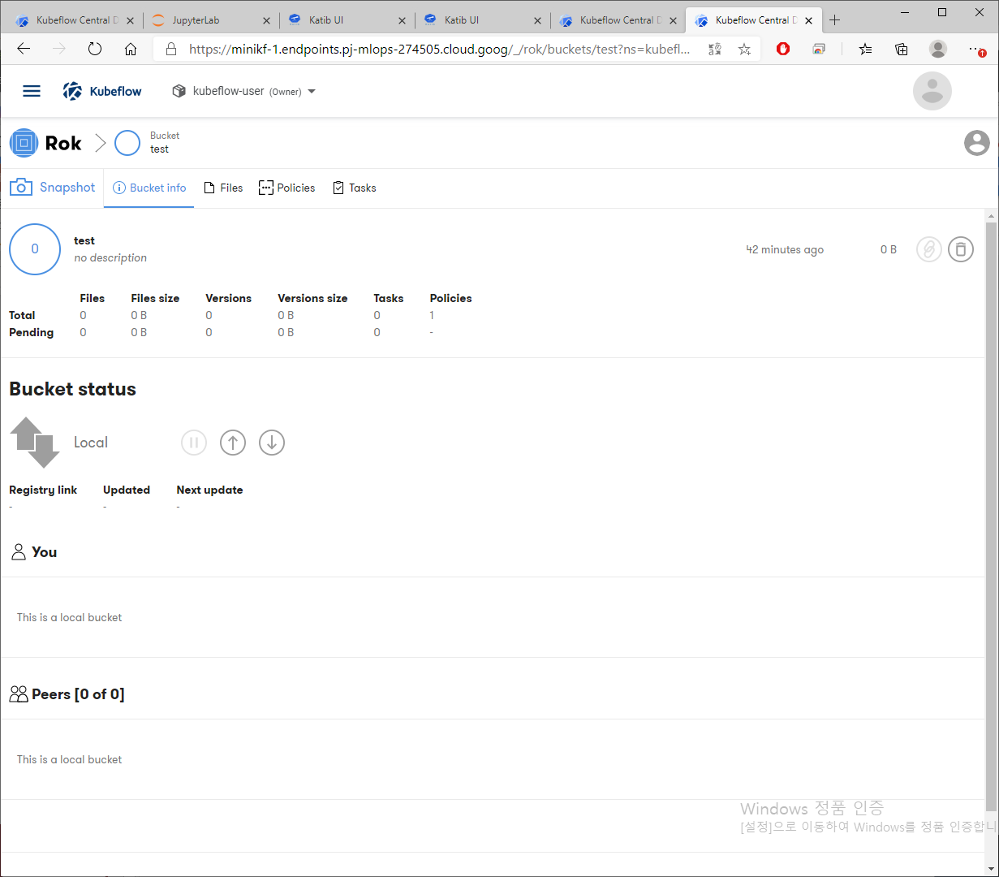 Kubeflow Central D
JupyterLab
Katib UI
Katib UI
Kubeflow Central D
Kubeflow Central D
https://minikf-1.endpoints.pj-mlops-274505.cloud.goog/_/rok/buckets/test?ns=kubefl...
Kubeflow
kubeflow-user (Owner)
Rok
Bucket
test
Snapshot
Bucket info
Files
Policies
Tasks
0
test
no description
42 minutes ago
0 B
Files Files size Versions Versions size Tasks Policies
Total 0 0 B 0 0 B 0 1
Pending 0 0 B 0 0 B 0 -
Bucket status
Local
Registry link Updated Next update
- - -
You
This is a local bucket
Peers [0 of 0]
This is a local bucket
Windows 정품 인증
[설정]으로 이동하여 Windows를 정품 인증합니